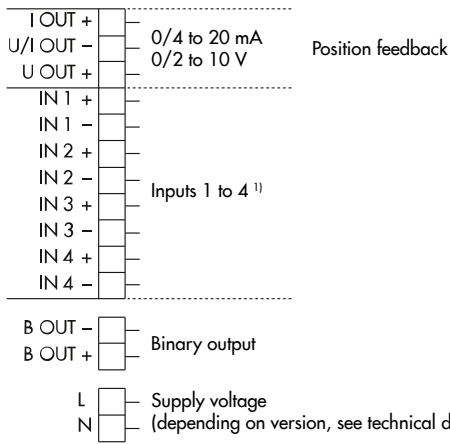 I OUT +
U/I OUT −
U OUT +
0/4 to 20 mA
0/2 to 10 V
Position feedback
IN 1 +
IN 1 −
IN 2 +
IN 2 −
IN 3 +
IN 3 −
IN 4 +
IN 4 −
Inputs 1 to 4 ¹⁾
B OUT −
B OUT +
Binary output
L
N
Supply voltage
(depending on version, see technical d